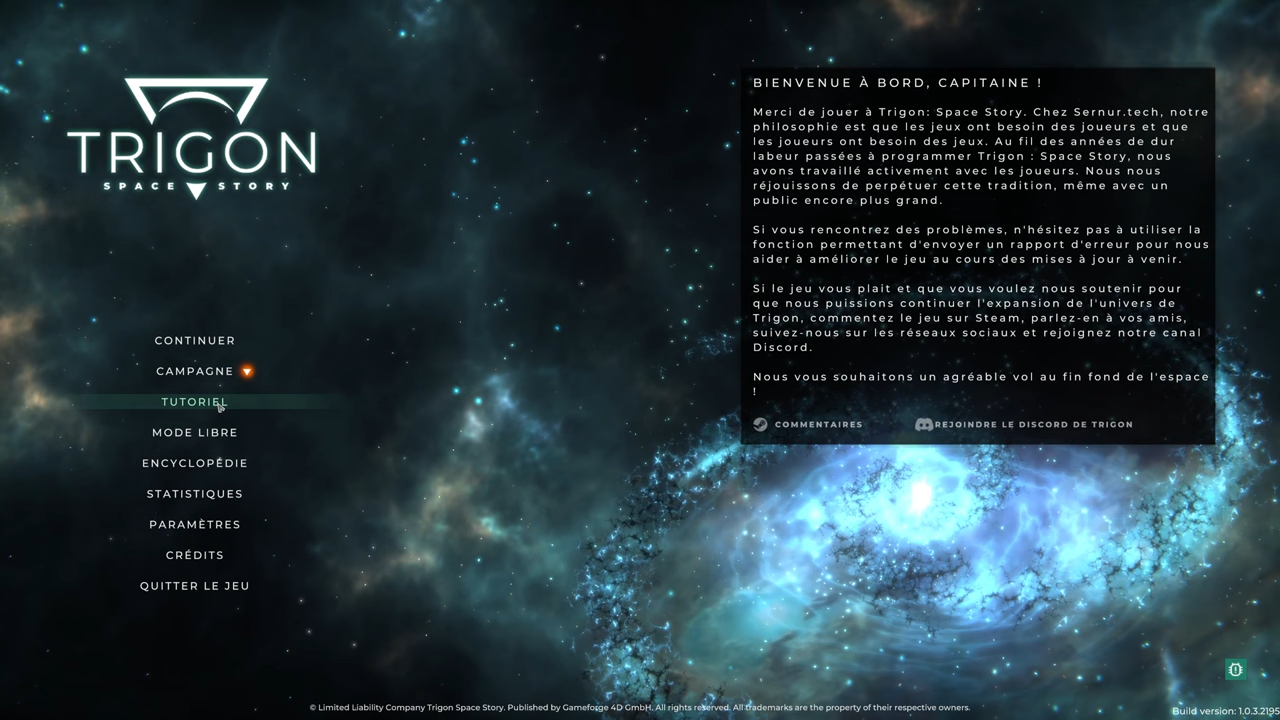 TRIGON
SPACE STORY
CONTINUER
CAMPAGNE
TUTORIEL
MODE LIBRE
ENCYCLOPÉDIE
STATISTIQUES
PARAMÈTRES
CRÉDITS
QUITTER LE JEU
BIENVENUE À BORD, CAPITAINE !
Merci de jouer à Trigon: Space Story. Chez Sernur.tech, notre
philosophie est que les jeux ont besoin des joueurs et que
les joueurs ont besoin des jeux. Au fil des années de dur
labeur passées à programmer Trigon : Space Story, nous
avons travaillé activement avec les joueurs. Nous nous
réjouissons de perpétuer cette tradition, même avec un
public encore plus grand.
Si vous rencontrez des problèmes, n'hésitez pas à utiliser la
fonction permettant d'envoyer un rapport d'erreur pour nous
aider à améliorer le jeu au cours des mises à jour à venir.
Si le jeu vous plait et que vous voulez nous soutenir pour
que nous puissions continuer l'expansion de l'univers de
Trigon, commentez le jeu sur Steam, parlez-en à vos amis,
suivez-nous sur les réseaux sociaux et rejoignez notre canal
Discord.
Nous vous souhaitons un agréable vol au fin fond de l'espace
!
COMMENTAIRES
REJOINDRE LE DISCORD DE TRIGON
© Limited Liability Company Trigon Space Story. Published by Gameforge 4D GmbH. All rights reserved. All trademarks are the property of their respective owners.
Build version: 1.0.3.2195